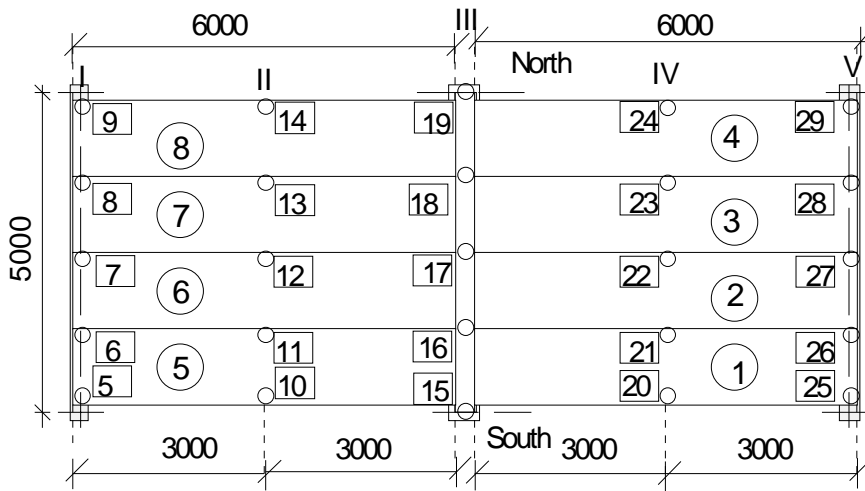 III
6000 6000
North
I II IV V
9 14 19 24 29
8 4
8 13 18 23 28
7 3
5000
7 12 17 22 27
6 2
6 11 16 21 26
5 1
5 10 15 20 25
South
3000 3000 3000 3000